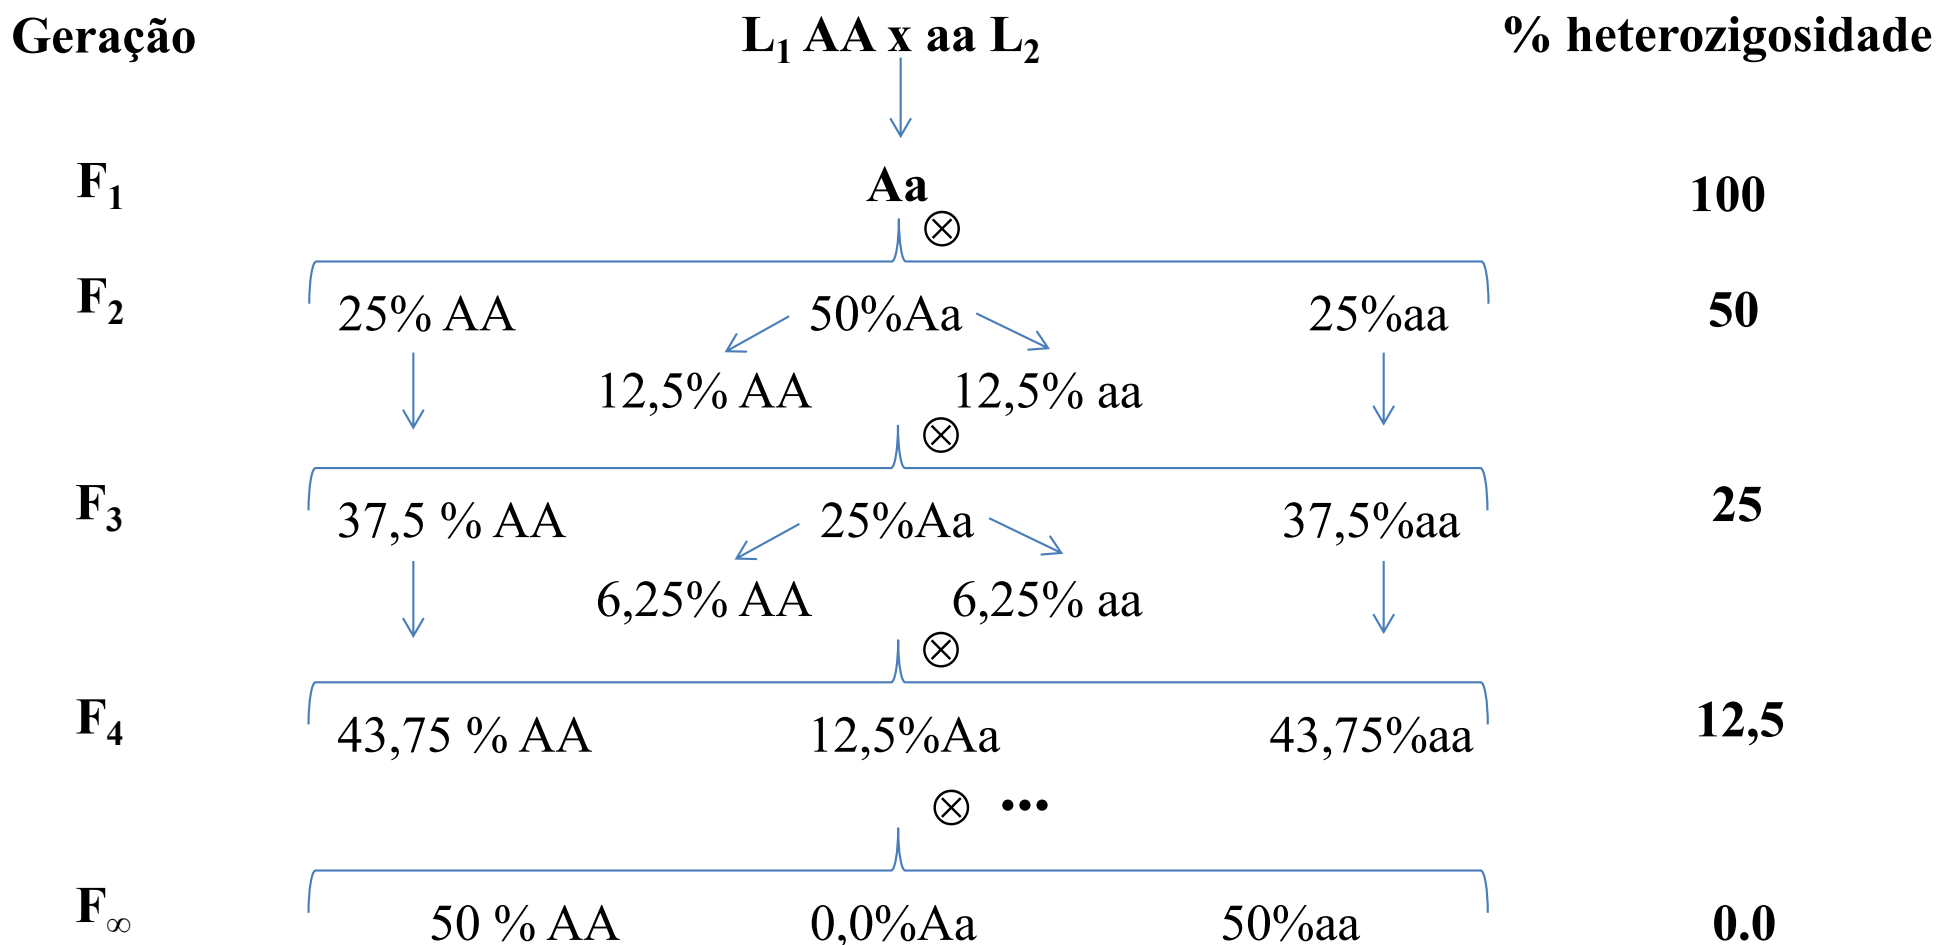 Geração L₁ AA x aa L₂ % heterozigosidade
F₁ Aa 100
⊗
F₂ 25% AA 50%Aa 25%aa 50
12,5% AA 12,5% aa
⊗
F₃ 37,5 % AA 25%Aa 37,5%aa 25
6,25% AA 6,25% aa
⊗
F₄ 43,75 % AA 12,5%Aa 43,75%aa 12,5
⊗ ...
F∞ 50 % AA 0,0%Aa 50%aa 0.0